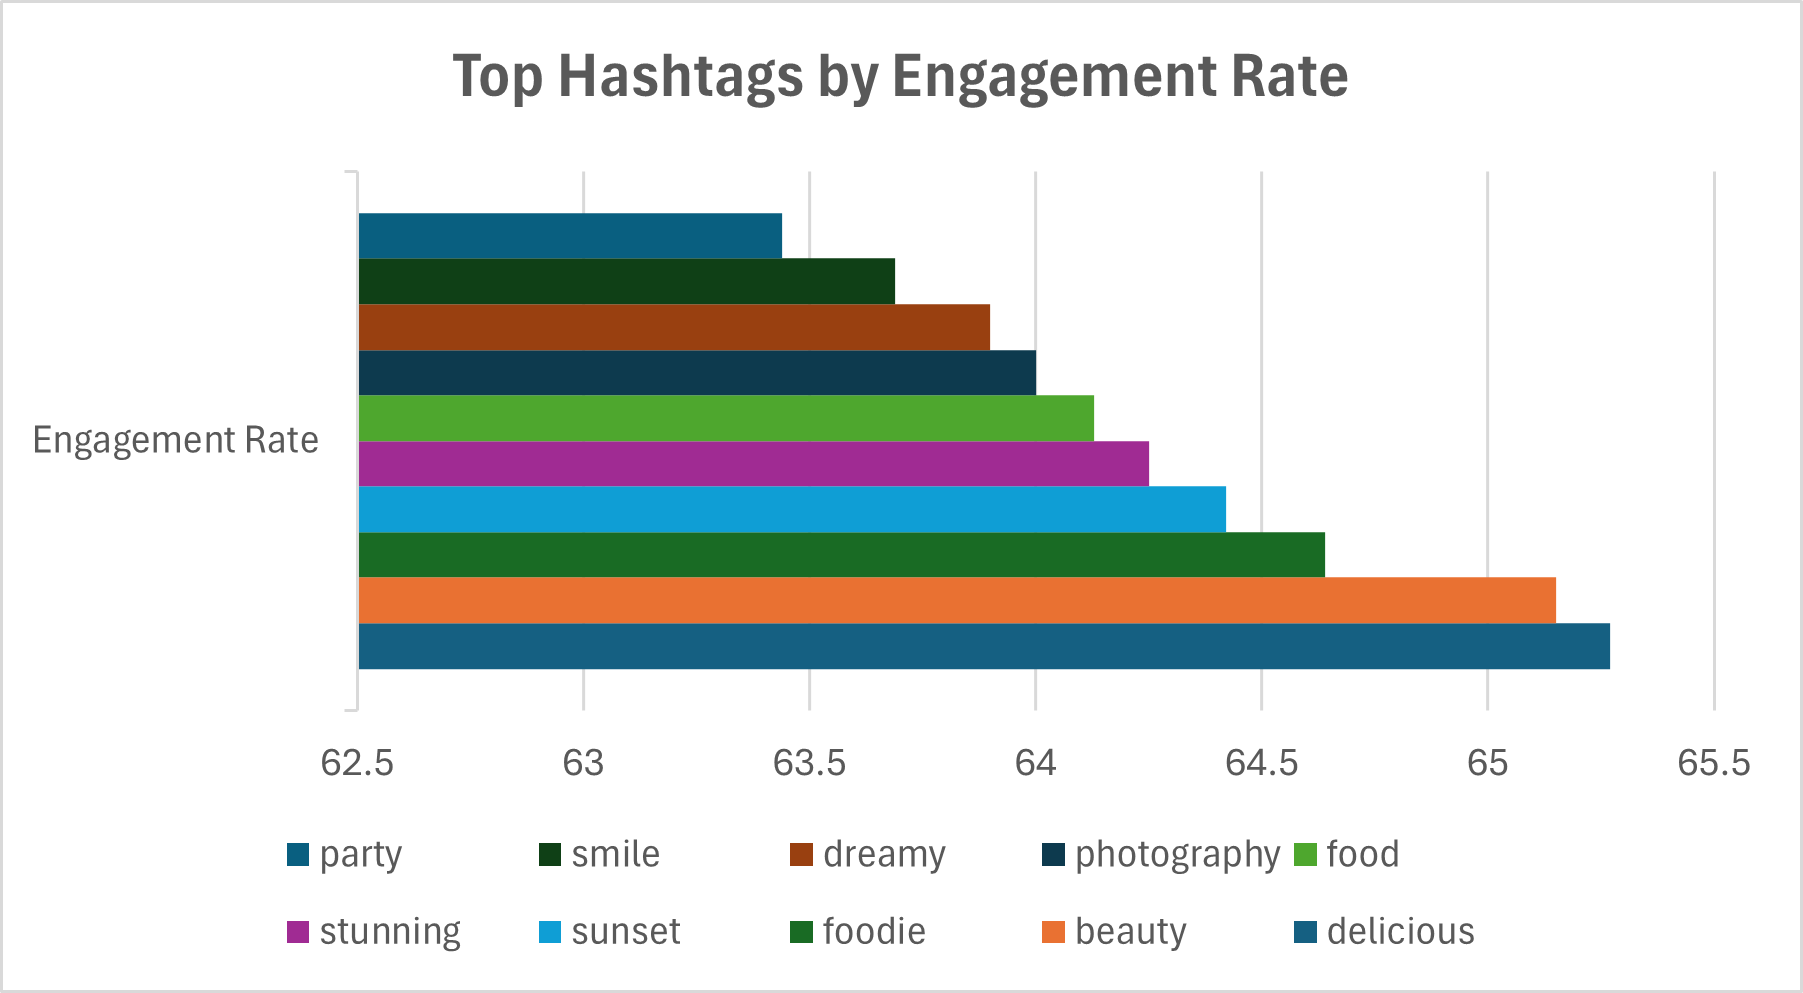 Top Hashtags by Engagement Rate
Engagement Rate
62.5 63 63.5 64 64.5 65 65.5
party smile dreamy photography food
stunning sunset foodie beauty delicious